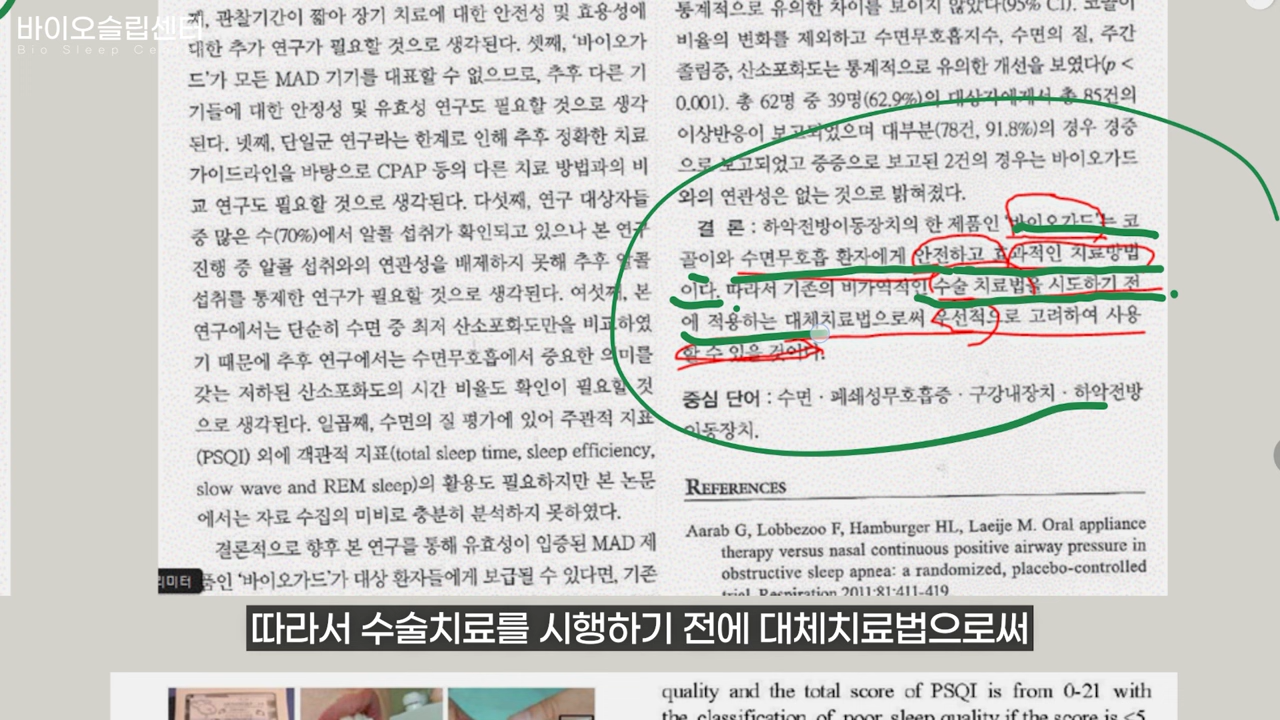 바이오슬립센터
Bio Sleep Center
관찰기간이 짧아 장기 치료에 대한 안전성 및 효용성에
대한 추가 연구가 필요할 것으로 생각된다. 셋째, '바이오가
드'가 모든 MAD 기기를 대표할 수 없으므로, 추후 다른 기
기들에 대한 안정성 및 유효성 연구도 필요할 것으로 생각
된다. 넷째, 단일군 연구라는 한계로 인해 추후 정확한 치료
가이드라인을 바탕으로 CPAP 등의 다른 치료 방법과의 비
교 연구도 필요할 것으로 생각된다. 다섯째, 연구 대상자들
중 많은 수(70%)에서 알콜 섭취가 확인되고 있으나 본 연구
진행 중 알콜 섭취와의 연관성을 배제하지 못해 추후 알콜
섭취를 통제한 연구가 필요할 것으로 생각된다. 여섯째, 본
연구에서는 단순히 수면 중 최저 산소포화도만을 비교하였
기 때문에 추후 연구에서는 수면무호흡에서 중요한 의미를
갖는 저하된 산소포화도의 시간 비율도 확인이 필요할 것
으로 생각된다. 일곱째, 수면의 질 평가에 있어 주관적 지표
(PSQI) 외에 객관적 지표(total sleep time, sleep efficiency,
slow wave and REM sleep)의 활용도 필요하지만 본 논문
에서는 자료 수집의 미비로 충분히 분석하지 못하였다.
결론적으로 향후 본 연구를 통해 유효성이 입증된 MAD 제
품인 '바이오가드'가 대상 환자들에게 보급될 수 있다면, 기존
리미터
통계적으로 유의한 차이를 보이지 않았다(95% CI). 코골이
비율의 변화를 제외하고 수면무호흡지수, 수면의 질, 주간
졸림증, 산소포화도는 통계적으로 유의한 개선을 보였다(p <
0.001). 총 62명 중 39명(62.9%)의 대상자에게서 총 85건의
이상반응이 보고되었으며 대부분(78건, 91.8%)의 경우 경증
으로 보고되었고 중증으로 보고된 2건의 경우는 바이오가드
와의 연관성은 없는 것으로 밝혀졌다.
결 론 : 하악전방이동장치의 한 제품인 '바이오가드'는 코
골이와 수면무호흡 환자에게 안전하고 효과적인 치료방법
이다. 따라서 기존의 비가역적인 수술 치료법을 시도하기 전
에 적용하는 대체치료법으로써 우선적으로 고려하여 사용
할 수 있을 것이다.
중심 단어 : 수면 · 폐쇄성무호흡증 · 구강내장치 · 하악전방
이동장치.
REFERENCES
Aarab G, Lobbezoo F, Hamburger HL, Laeije M. Oral appliance
therapy versus nasal continuous positive airway pressure in
obstructive sleep apnea: a randomized, placebo-controlled
trial. Respiration 2011;81:411-419
따라서 수술치료를 시행하기 전에 대체치료법으로써
quality and the total score of PSQI is from 0-21 with
the classification of poor sleep quality if the score is <5